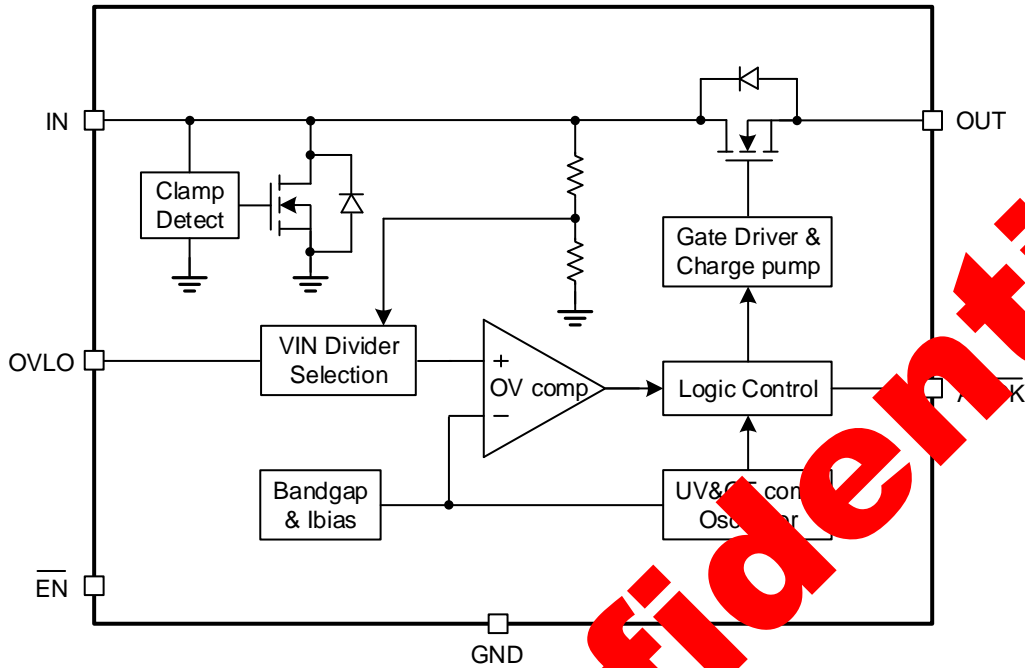 IN
OUT
Clamp
Detect
Gate Driver &
Charge pump
OVLO
VIN Divider
Selection
+
OV comp
−
Logic Control
Bandgap
& Ibias
EN
GND
fidenti